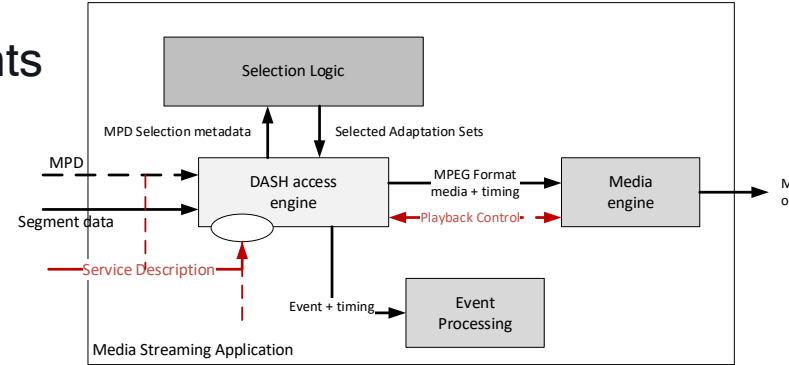 nts
Selection Logic
MPD Selection metadata
Selected Adaptation Sets
MPD
DASH access
engine
MPEG Format
media + timing
Media
engine
Segment data
Playback Control
Service Description
Event + timing
Event
Processing
Media Streaming Application